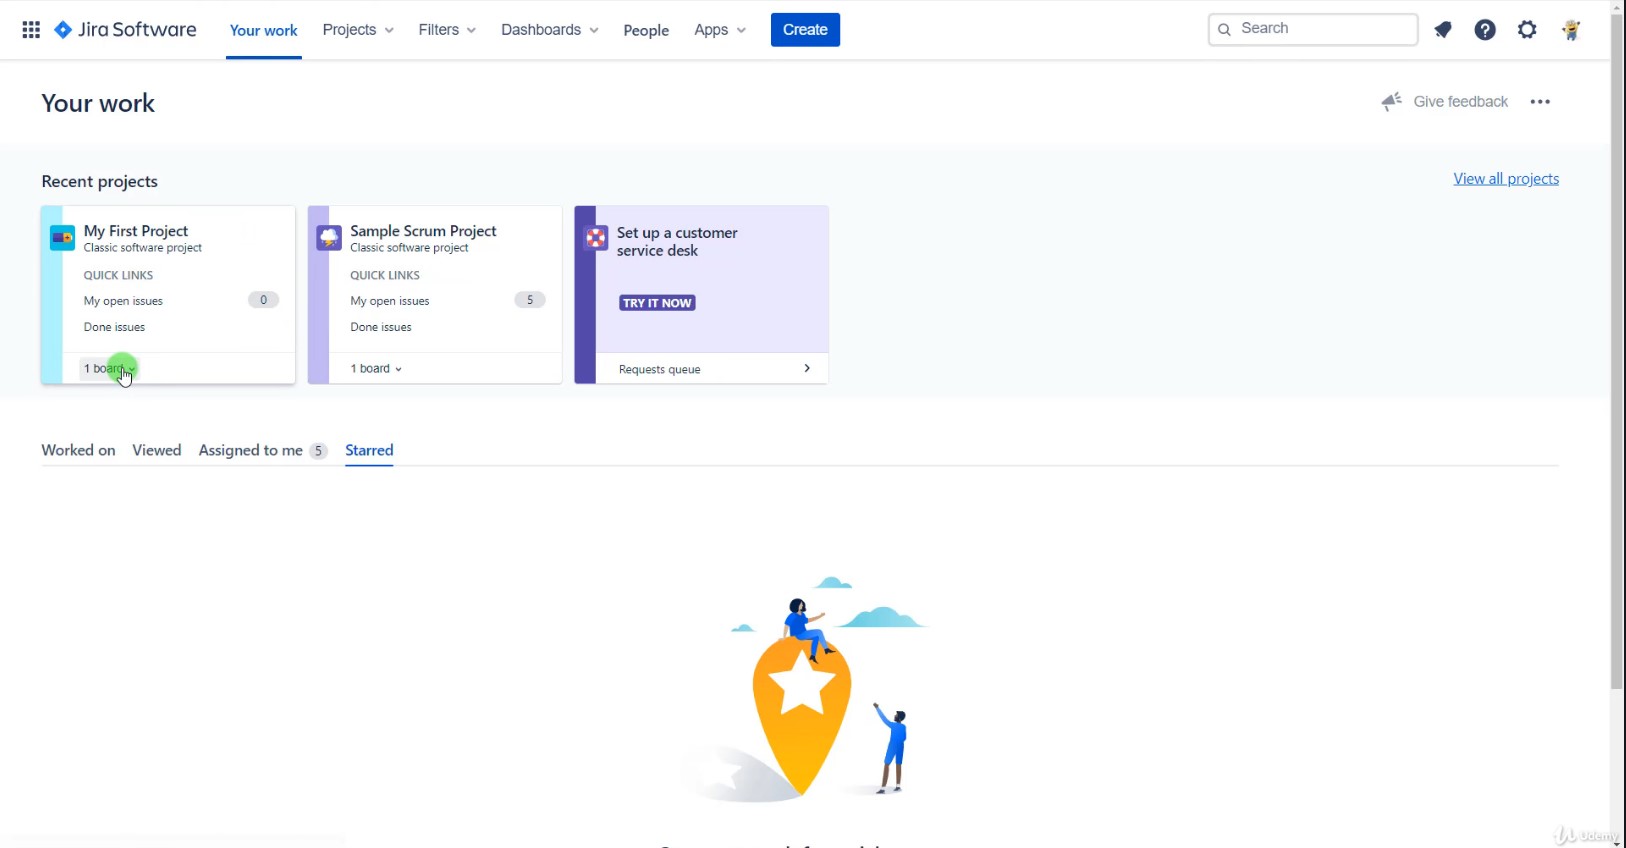 Jira Software Your work Projects Filters Dashboards People Apps Create Search
Your work
Give feedback
Recent projects
View all projects
My First Project
Classic software project
QUICK LINKS
My open issues 0
Done issues
1 board
Sample Scrum Project
Classic software project
QUICK LINKS
My open issues 5
Done issues
1 board
Set up a customer
service desk
TRY IT NOW
Requests queue
Worked on Viewed Assigned to me 5 Starred
Udemy